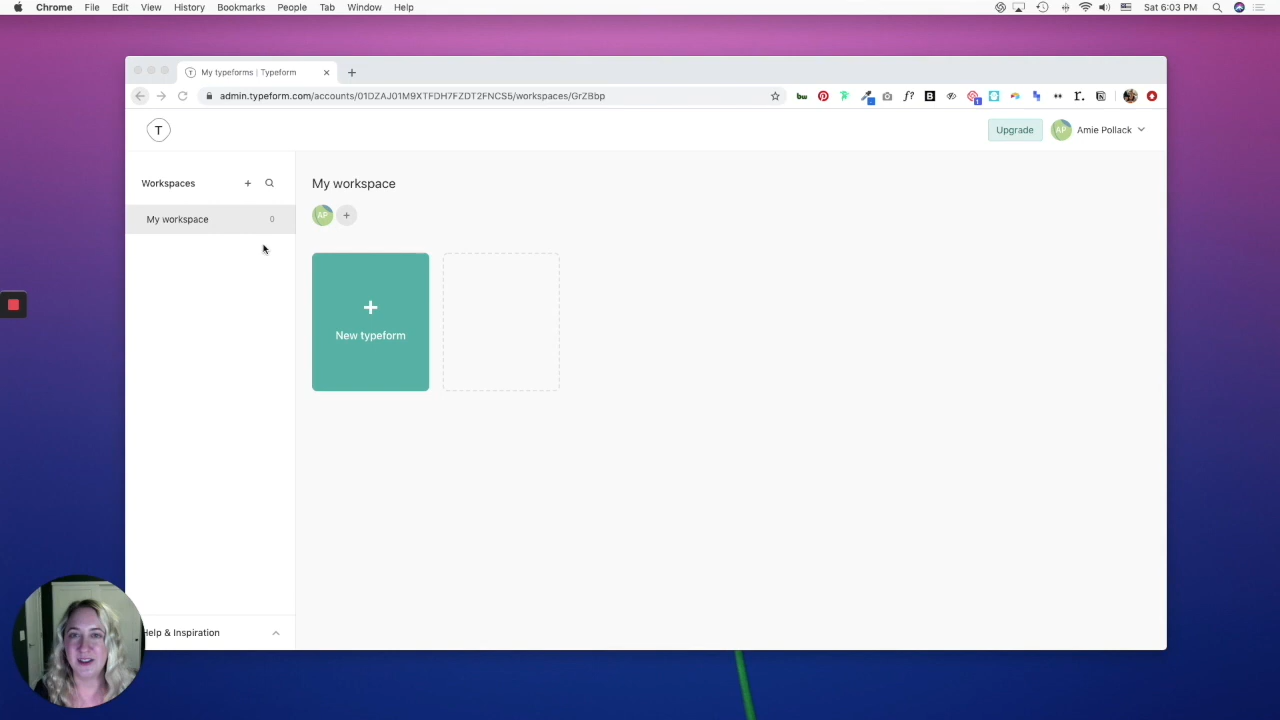 Chrome File Edit View History Bookmarks People Tab Window Help Sat 6:03 PM
My typeforms | Typeform
admin.typeform.com/accounts/01DZAJ01M9XTFDH7FZDT2FNCS5/workspaces/GrZBbp
T
Upgrade AP Amie Pollack
Workspaces
My workspace 0
My workspace
AP
New typeform
Help & Inspiration